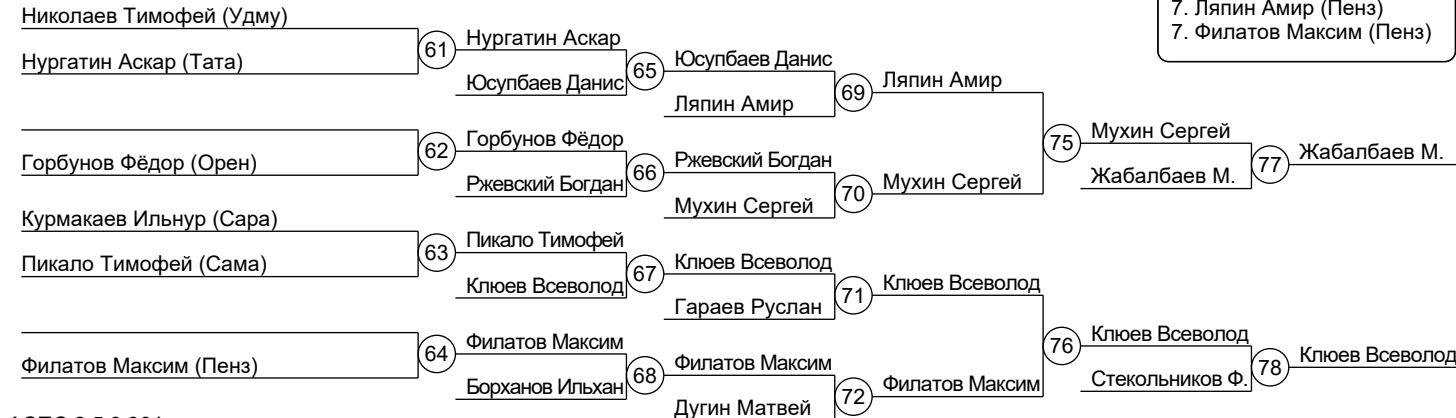 Николаев Тимофей (Удму)
Нургатин Аскар (Тата)
61
Нургатин Аскар
Юсупбаев Данис
65
Юсупбаев Данис
Ляпин Амир
69
Ляпин Амир
7. Ляпин Амир (Пенз)
7. Филатов Максим (Пенз)
Горбунов Фёдор (Орен)
62
Горбунов Фёдор
Ржевский Богдан
66
Ржевский Богдан
Мухин Сергей
70
Мухин Сергей
75
Мухин Сергей
Жабалбаев М.
77
Жабалбаев М.
Курмакаев Ильнур (Сара)
Пикало Тимофей (Сама)
63
Пикало Тимофей
Клюев Всеволод
67
Клюев Всеволод
Гараев Руслан
71
Клюев Всеволод
Филатов Максим (Пенз)
64
Филатов Максим
Борханов Ильхан
68
Филатов Максим
Дугин Матвей
72
Филатов Максим
76
Клюев Всеволод
Стекольников Ф.
78
Клюев Всеволод